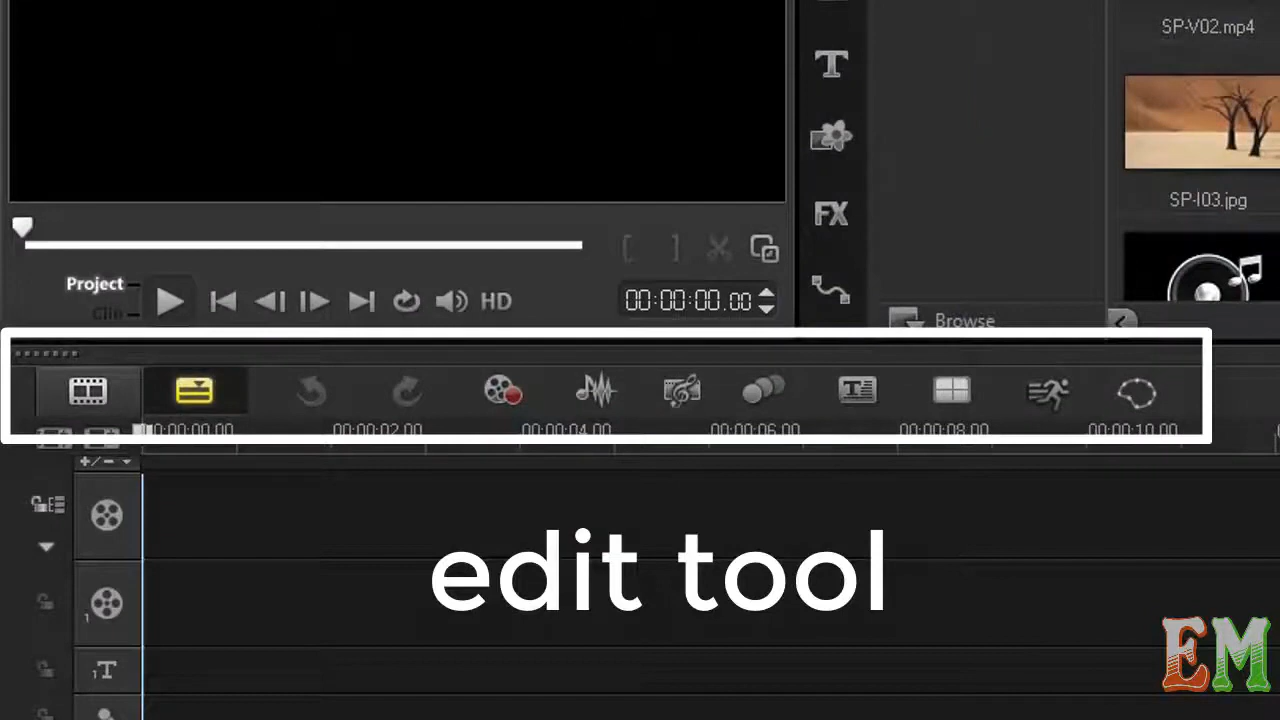 SP-V02.mp4
T
SP-I03.jpg
FX
[ ]
Project
Clip
HD
00:00:00.00
Browse
00:00:00.00 00:00:02.00 00:00:04.00 00:00:06.00 00:00:08.00 00:00:10.00
+/-
edit tool
1
1T
EM